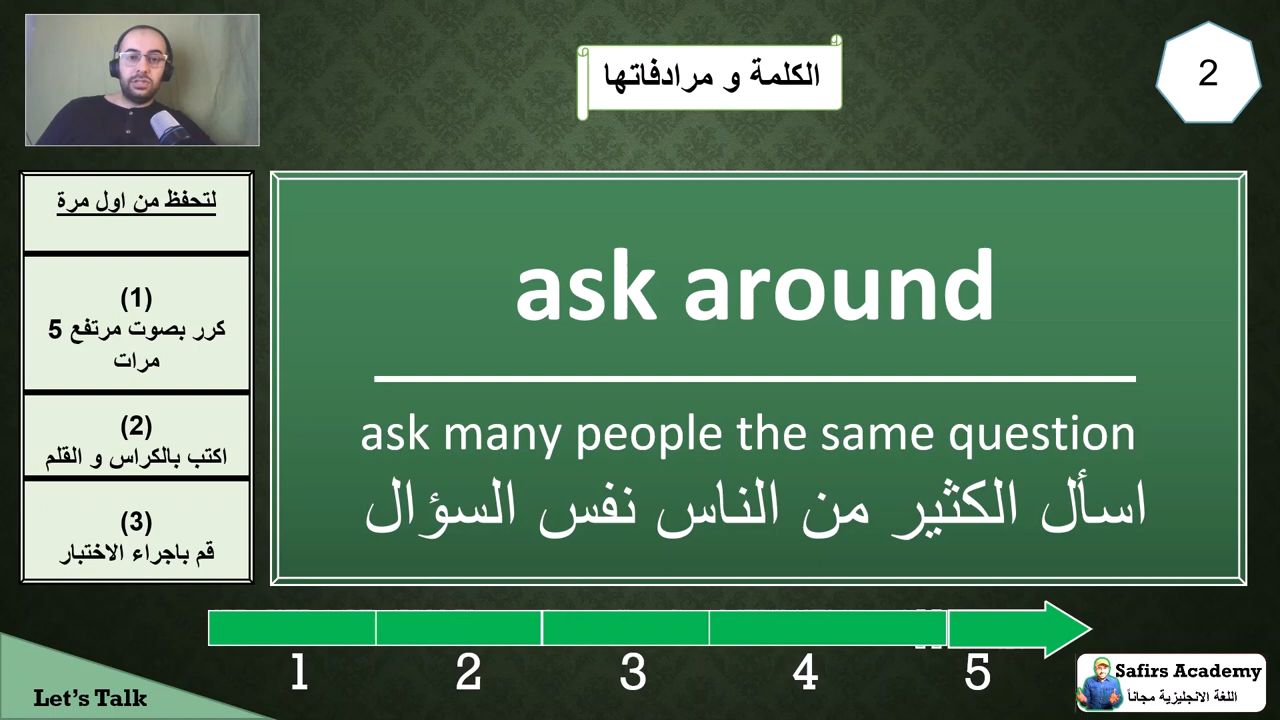 الكلمة و مرادفاتها
2
لتحفظ من اول مرة
(1)
كرر بصوت مرتفع 5
مرات
(2)
اكتب بالكراس و القلم
(3)
قم باجراء الاختبار
ask around
ask many people the same question
اسأل الكثير من الناس نفس السؤال
1 2 3 4 5
Let's Talk
Safirs Academy
اللغة الانجليزية مجاناً